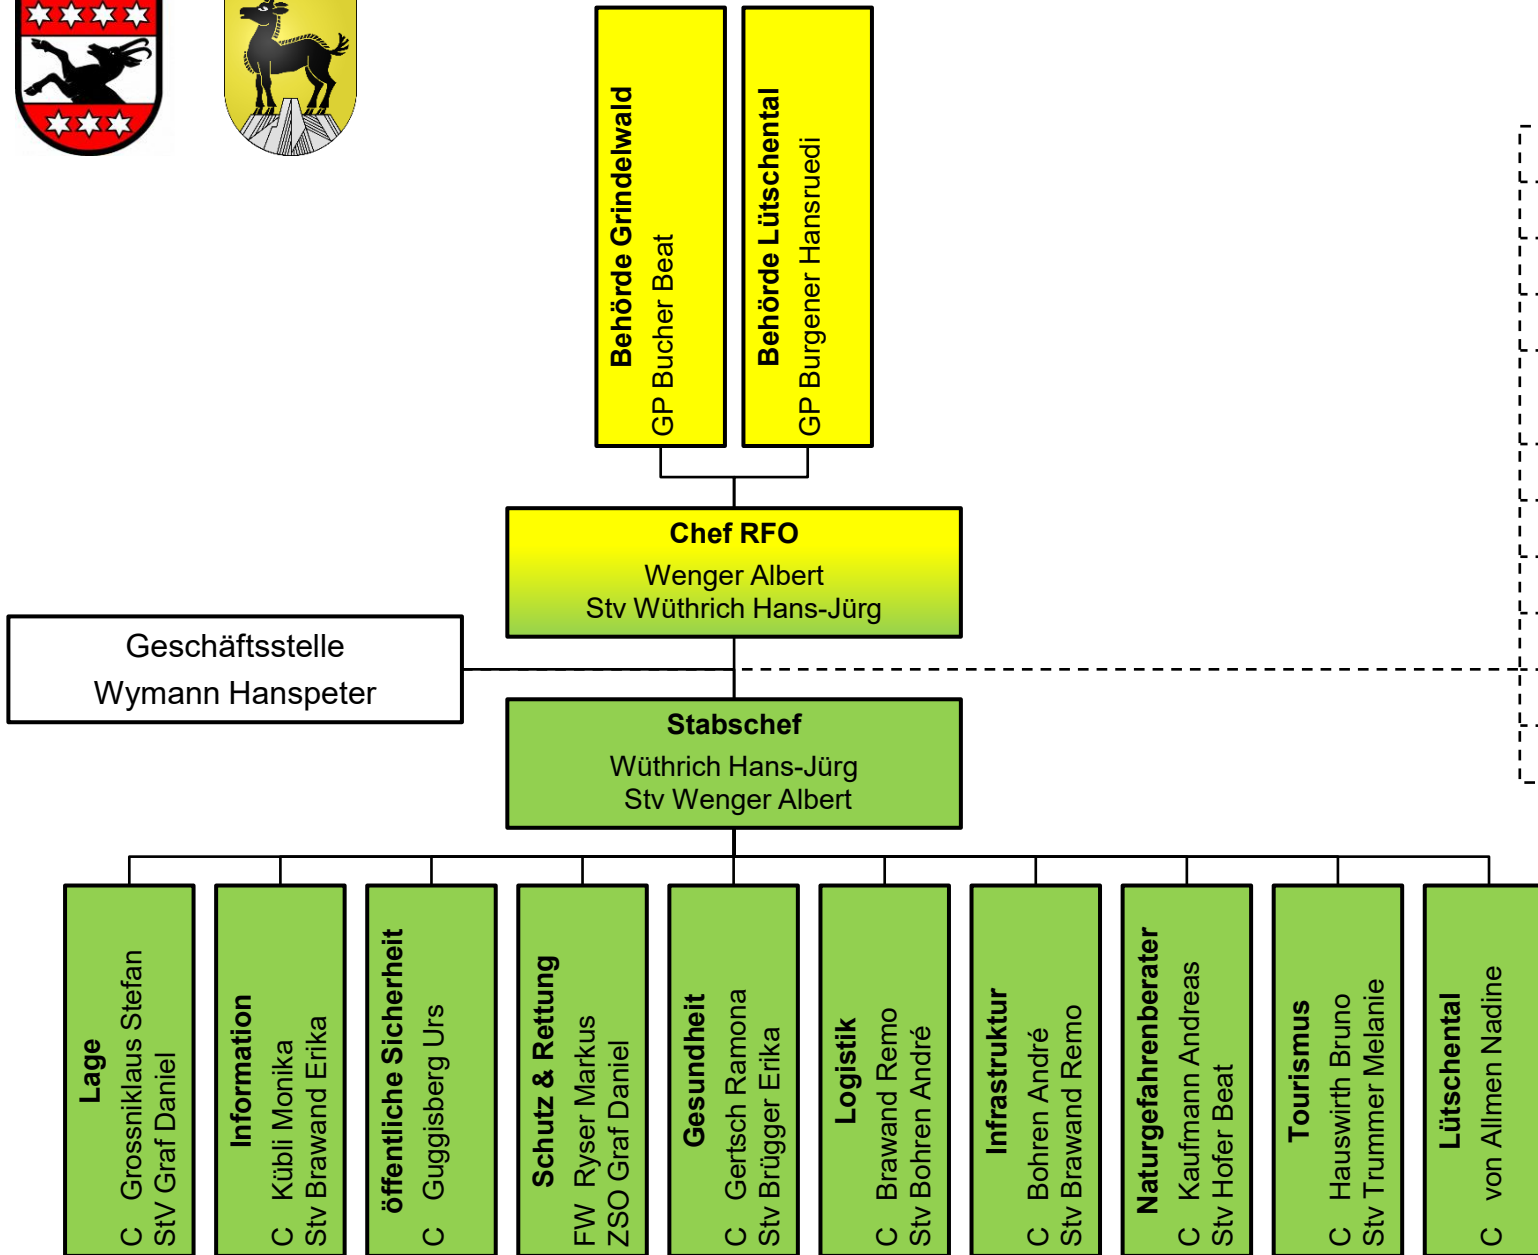 Behörde Grindelwald
GP Bucher Beat
Behörde Lütschental
GP Burgener Hansruedi
Chef RFO
Wenger Albert
Stv Wüthrich Hans-Jürg
Geschäftsstelle
Wymann Hanspeter
Stabschef
Wüthrich Hans-Jürg
Stv Wenger Albert
Lage
C Grossniklaus Stefan
StV Graf Daniel
Information
C Kübli Monika
Stv Brawand Erika
öffentliche Sicherheit
C Guggisberg Urs
Schutz & Rettung
FW Ryser Markus
ZSO Graf Daniel
Gesundheit
C Gertsch Ramona
Stv Brügger Erika
Logistik
C Brawand Remo
Stv Bohren André
Infrastruktur
C Bohren André
Stv Brawand Remo
Naturgefahrenberater
C Kaufmann Andreas
Stv Hofer Beat
Tourismus
C Hauswirth Bruno
Stv Trummer Melanie
Lütschental
C von Allmen Nadine